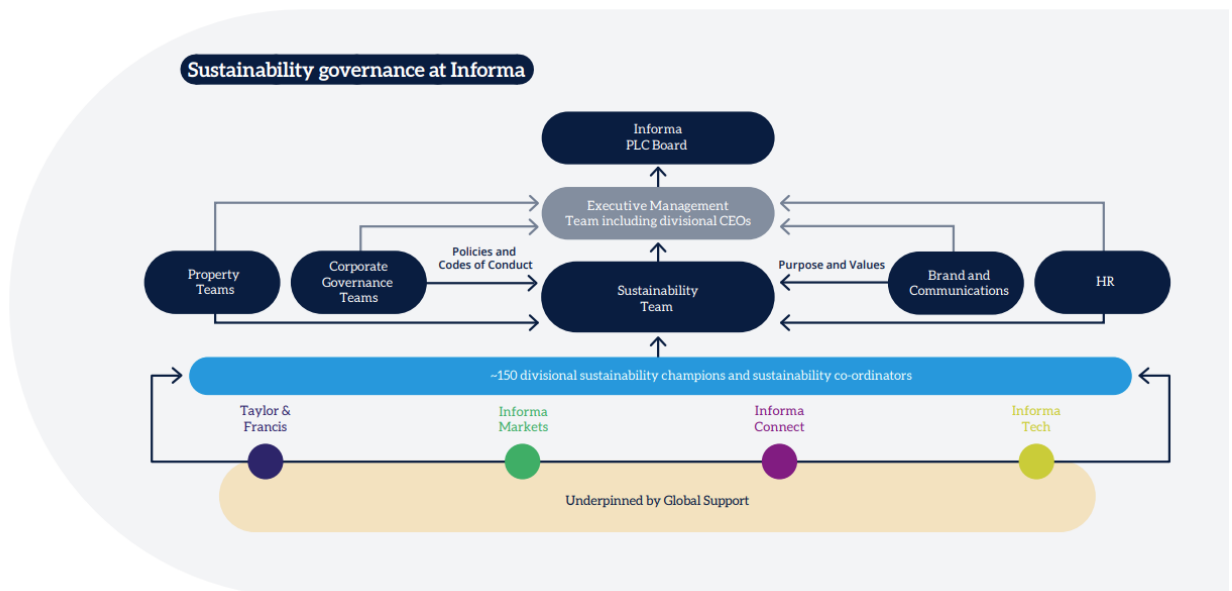 Sustainability governance at Informa
Informa
PLC Board
Executive Management
Team including divisional CEOs
Policies and
Codes of Conduct
Purpose and Values
Property
Teams
Corporate
Governance
Teams
Sustainability
Team
Brand and
Communications
HR
~150 divisional sustainability champions and sustainability co-ordinators
Taylor &
Francis
Informa
Markets
Informa
Connect
Informa
Tech
Underpinned by Global Support